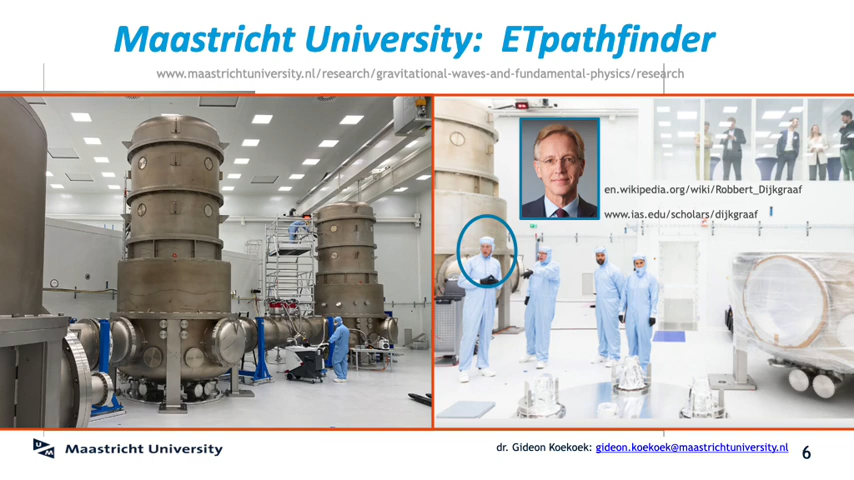 Maastricht University: ETpathfinder
www.maastrichtuniversity.nl/research/gravitational-waves-and-fundamental-physics/research
en.wikipedia.org/wiki/Robbert_Dijkgraaf
www.ias.edu/scholars/dijkgraaf
UM Maastricht University
dr. Gideon Koekoek: gideon.koekoek@maastrichtuniversity.nl
6